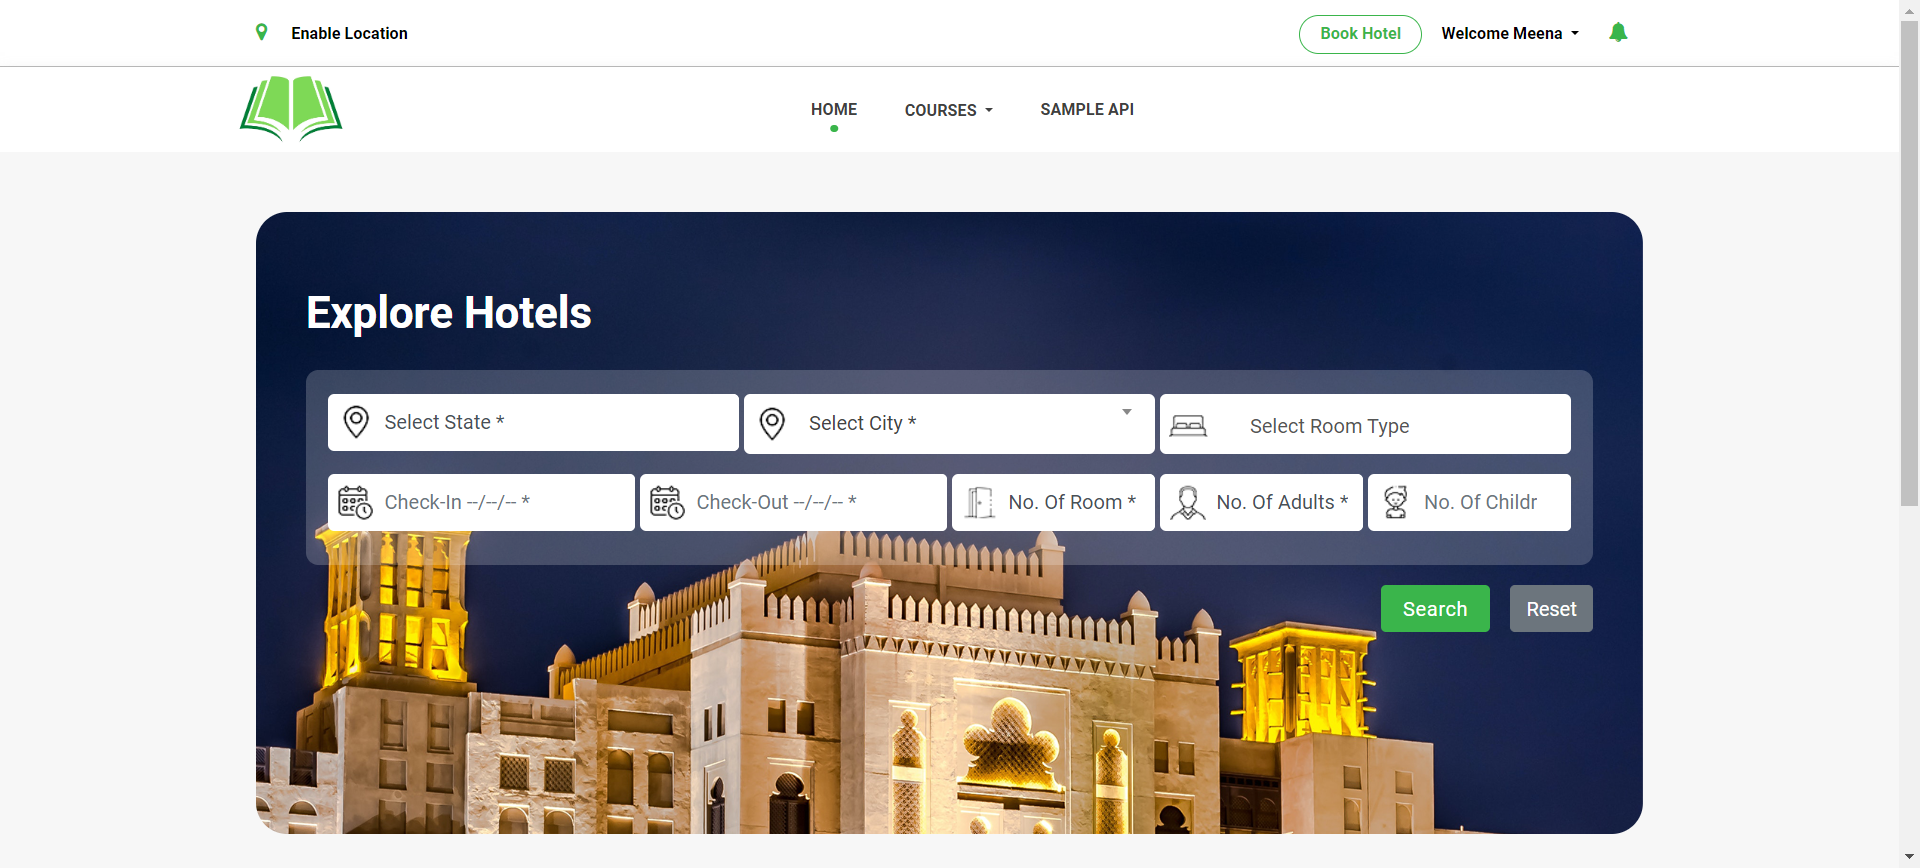 Enable Location
Book Hotel
Welcome Meena
HOME
COURSES
SAMPLE API
Explore Hotels
Select State *
Select City *
Select Room Type
Check-In --/--/-- *
Check-Out --/--/-- *
No. Of Room *
No. Of Adults *
No. Of Childr
Search
Reset